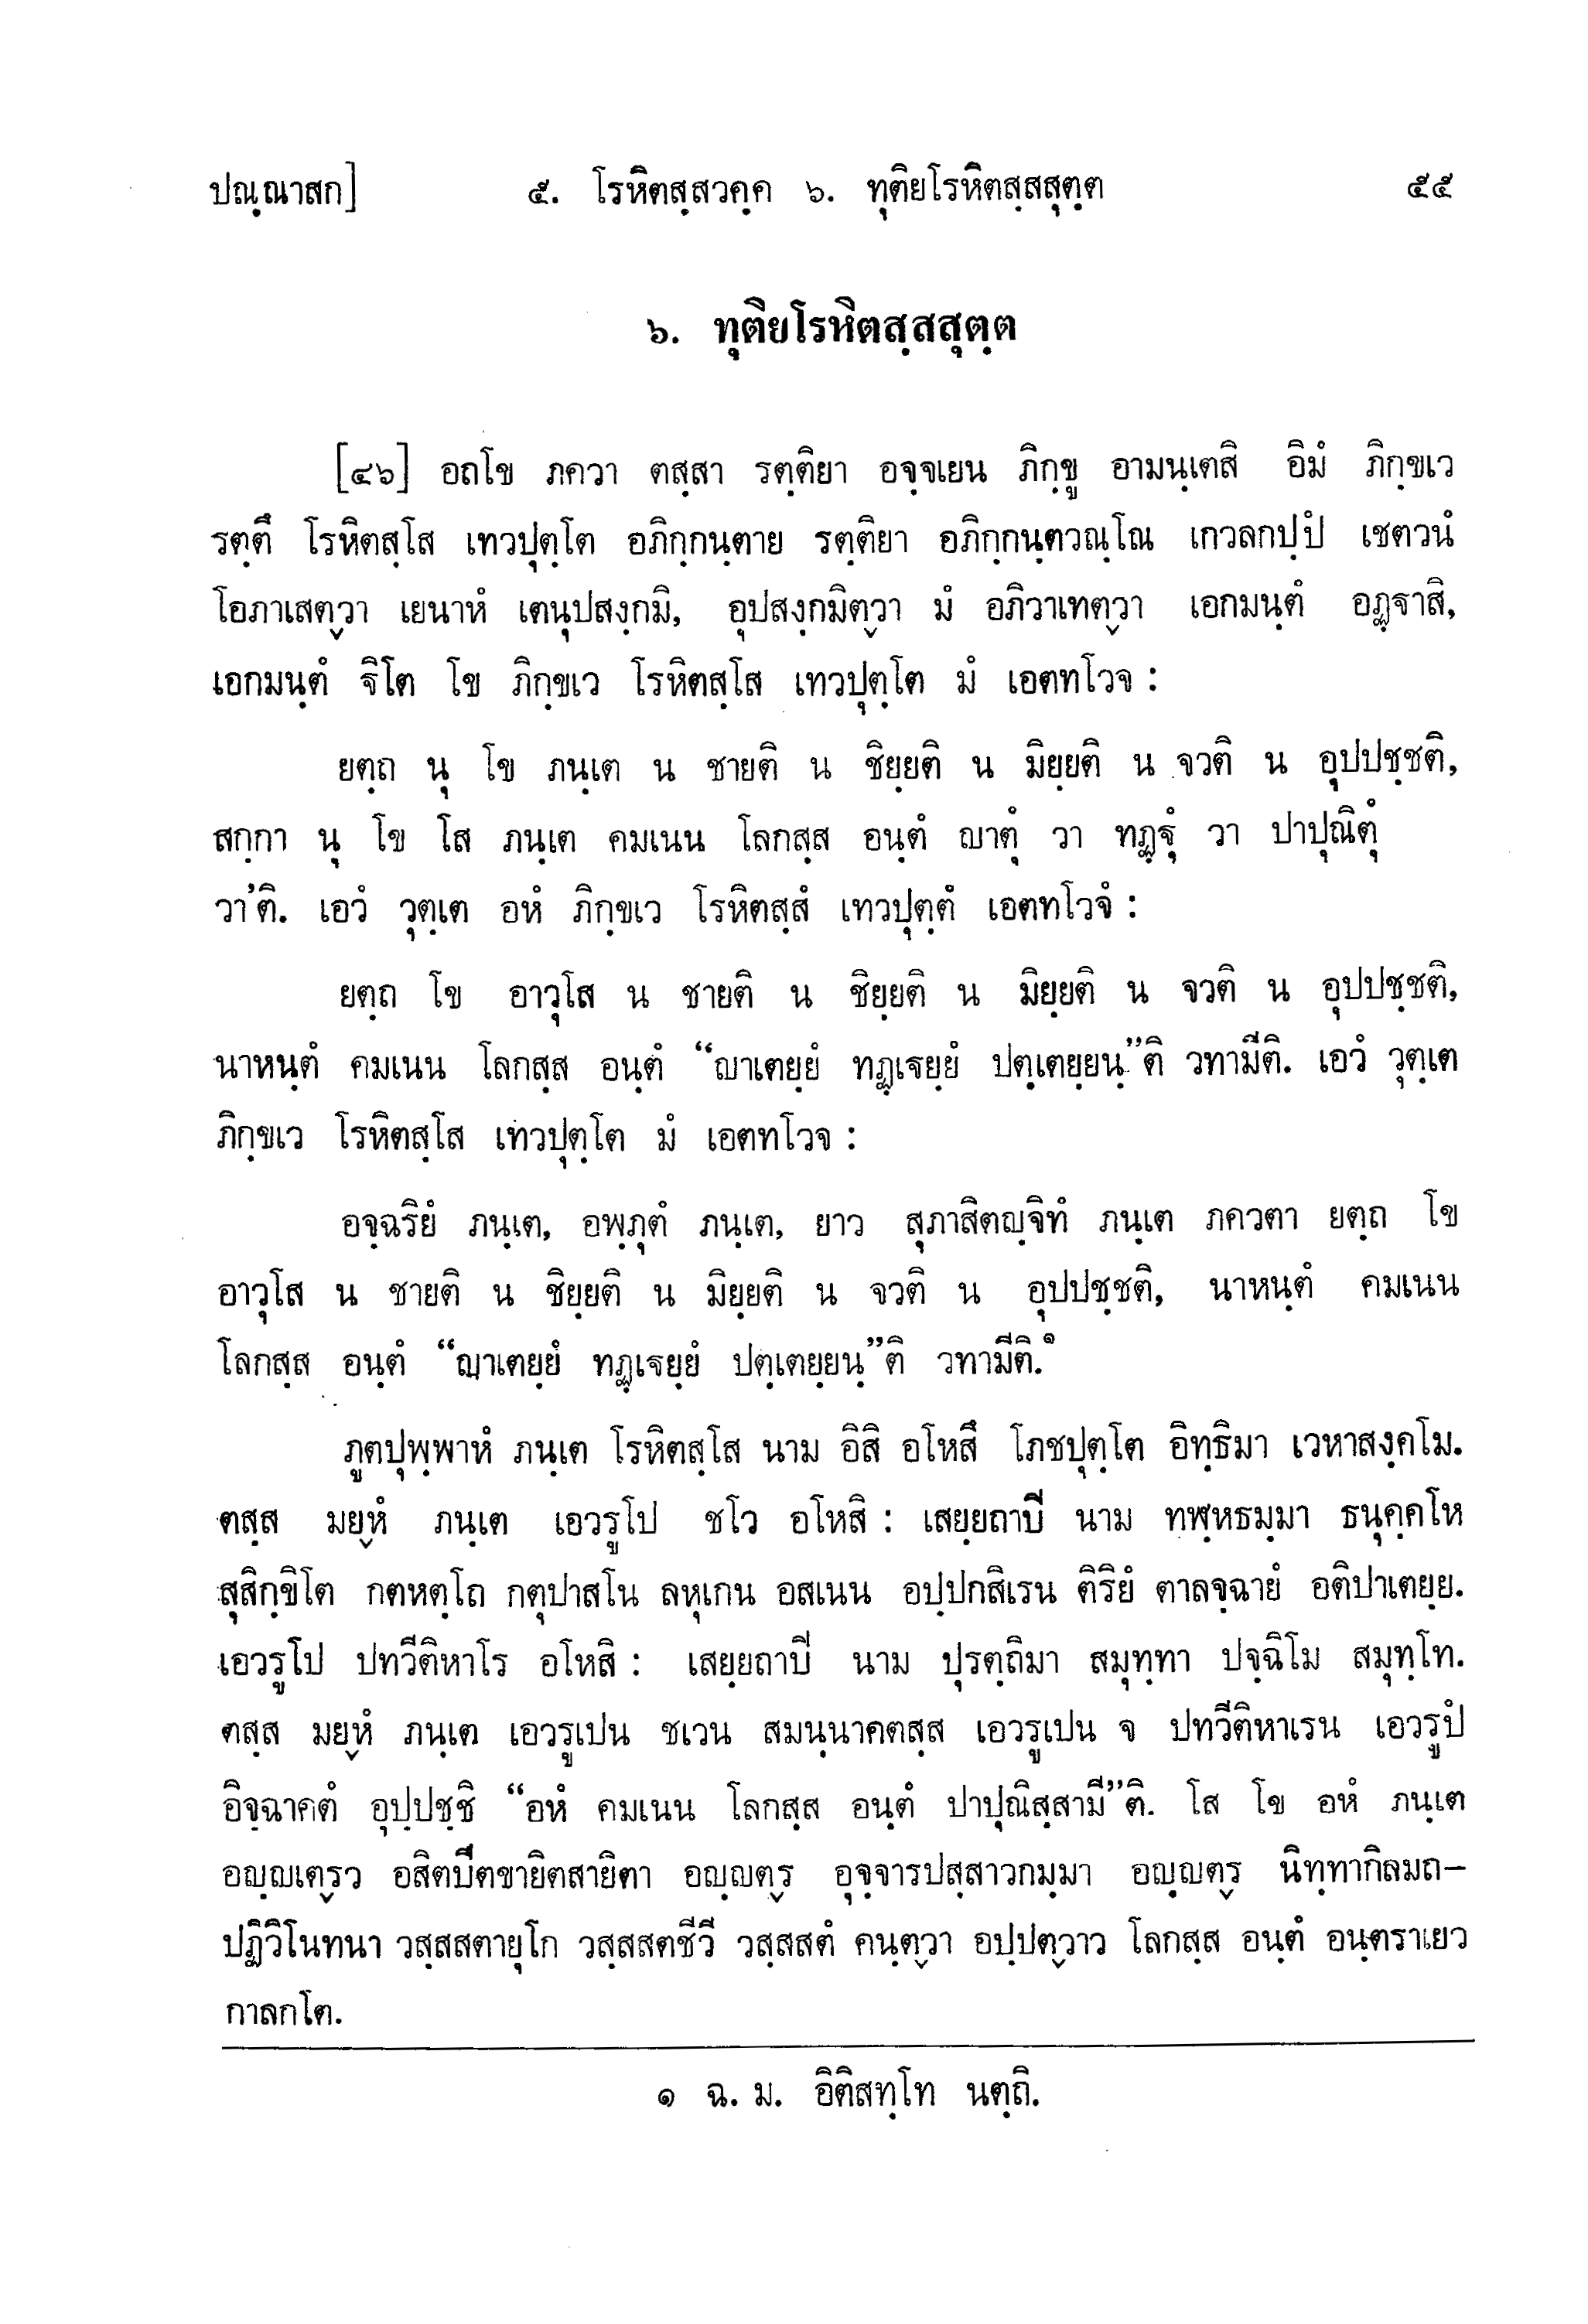 ปณฺณาสก] ๕. โรหิตสฺสวคฺค ๖. ทุติยโรหิตสฺสสุตฺต ๕๕
๖. ทุติยโรหิตสฺสสุตฺต
[๔๖] อถโข ภควา ตสฺสา รตฺติยา อจฺจเยน ภิกฺขู อามนฺเตสิ อิมํ ภิกฺขเว
รตฺตึ โรหิตสฺโส เทวปุตฺโต อภิกฺกนฺตาย รตฺติยา อภิกฺกนฺตวณฺโณ เกวลกปฺปํ เชตวนํ
โอภาเสตฺวา เยนาหํ เตนุปสงฺกมิ, อุปสงฺกมิตฺวา มํ อภิวาเทตฺวา เอกมนฺตํ อฏฺฐาสิ,
เอกมนฺตํ ฐิโต โข ภิกฺขเว โรหิตสฺโส เทวปุตฺโต มํ เอตทโวจ :
ยตฺถ นุ โข ภนฺเต น ชายติ น ชิยฺยติ น มิยฺยติ น จวติ น อุปปชฺชติ,
สกฺกา นุ โข โส ภนฺเต คมเนน โลกสฺส อนฺตํ ญาตุํ วา ทฏฺฐุํ วา ปาปุณิตุํ
วา’ติ. เอวํ วุตฺเต อหํ ภิกฺขเว โรหิตสฺสํ เทวปุตฺตํ เอตทโวจํ :
ยตฺถ โข อาวุโส น ชายติ น ชิยฺยติ น มิยฺยติ น จวติ น อุปปชฺชติ,
นาหนฺตํ คมเนน โลกสฺส อนฺตํ “ญาเตยฺยํ ทฏฺเฐยฺยํ ปตฺเตยฺยนฺ”ติ วทามีติ. เอวํ วุตฺเต
ภิกฺขเว โรหิตสฺโส เทวปุตฺโต มํ เอตทโวจ :
อจฺฉริยํ ภนฺเต, อพฺภุตํ ภนฺเต, ยาว สุภาสิตญฺจิทํ ภนฺเต ภควตา ยตฺถ โข
อาวุโส น ชายติ น ชิยฺยติ น มิยฺยติ น จวติ น อุปปชฺชติ, นาหนฺตํ คมเนน
โลกสฺส อนฺตํ “ญาเตยฺยํ ทฏฺเฐยฺยํ ปตฺเตยฺยนฺ”ติ วทามีติ.๑
ภูตปุพฺพาหํ ภนฺเต โรหิตสฺโส นาม อิสิ อโหสึ โภชปุตฺโต อิทฺธิมา เวหาสงฺคโม.
ตสฺส มยฺหํ ภนฺเต เอวรูโป ชโว อโหสิ : เสยฺยถาปี นาม ทฬฺหธมฺมา ธนุคฺคโห
สุสิกฺขิโต กตหตฺโถ กตุปาสโน ลหุเกน อสเนน อปฺปกสิเรน ติริยํ ตาลจฺฉายํ อติปาเตยฺย.
เอวรูโป ปทวีติหาโร อโหสิ : เสยฺยถาปี นาม ปุรตฺถิมา สมุทฺทา ปจฺฉิโม สมุทฺโท.
ตสฺส มยฺหํ ภนฺเต เอวรูเปน ชเวน สมนฺนาคตสฺส เอวรูเปน จ ปทวีติหาเรน เอวรูปํ
อิจฺฉาคตํ อุปฺปชฺชิ “อหํ คมเนน โลกสฺส อนฺตํ ปาปุณิสฺสามี”ติ. โส โข อหํ ภนฺเต
อญฺญเตฺรว อสิตปีตขายิตสายิตา อญฺญตฺร อุจฺจารปสฺสาวกมฺมา อญฺญตฺร นิทฺทากิลมถ–
ปฏิวิโนทนา วสฺสสตายุโก วสฺสสตชีวี วสฺสสตํ คนฺตฺวา อปฺปตฺวาว โลกสฺส อนฺตํ อนฺตราเยว
กาลกโต.
๑ ฉ. ม. อิติสทฺโท นตฺถิ.